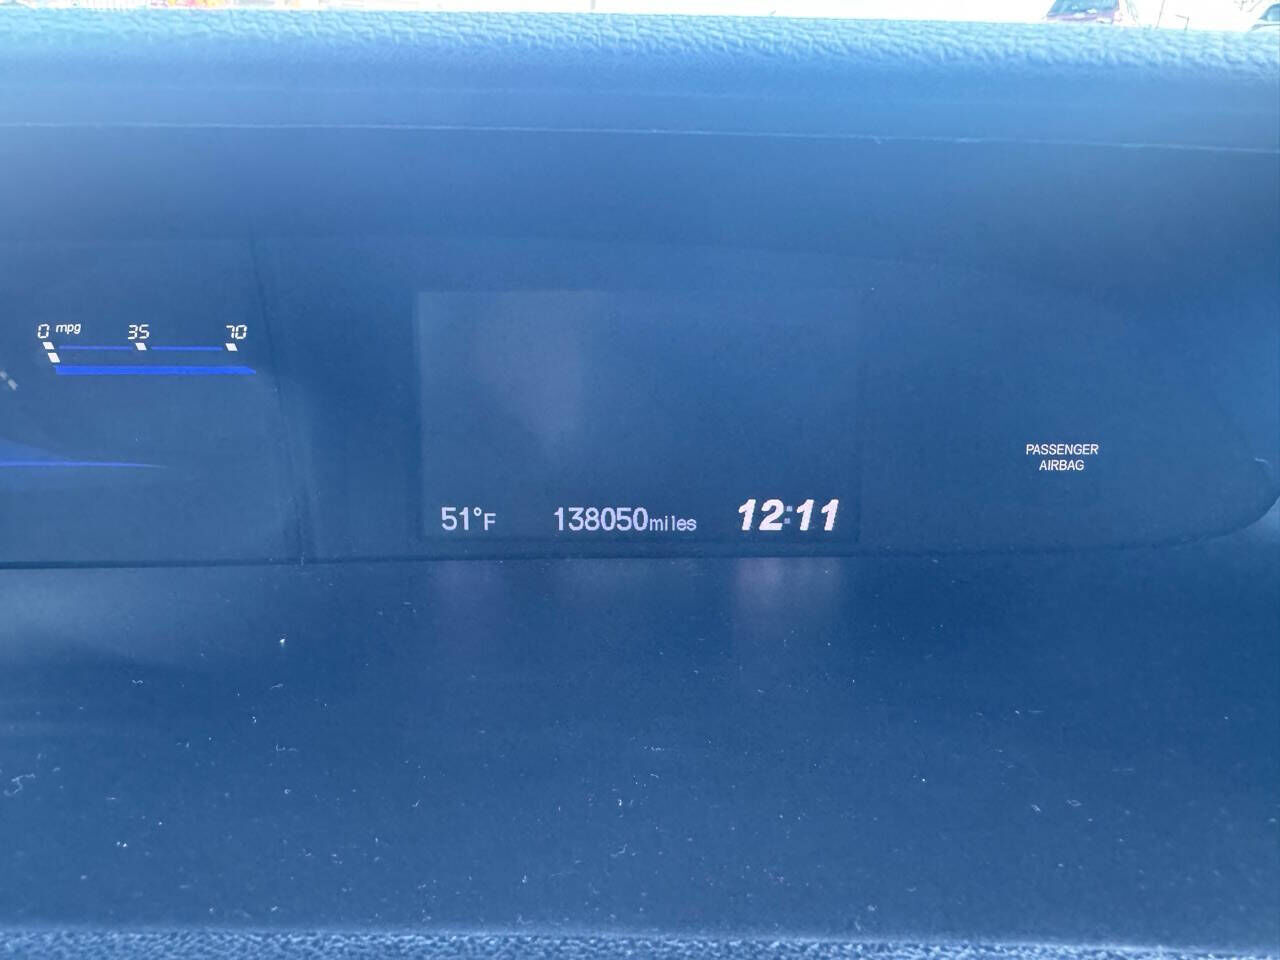 0 mpg 35 70
PASSENGER
AIRBAG
51°F 138050miles 12:11